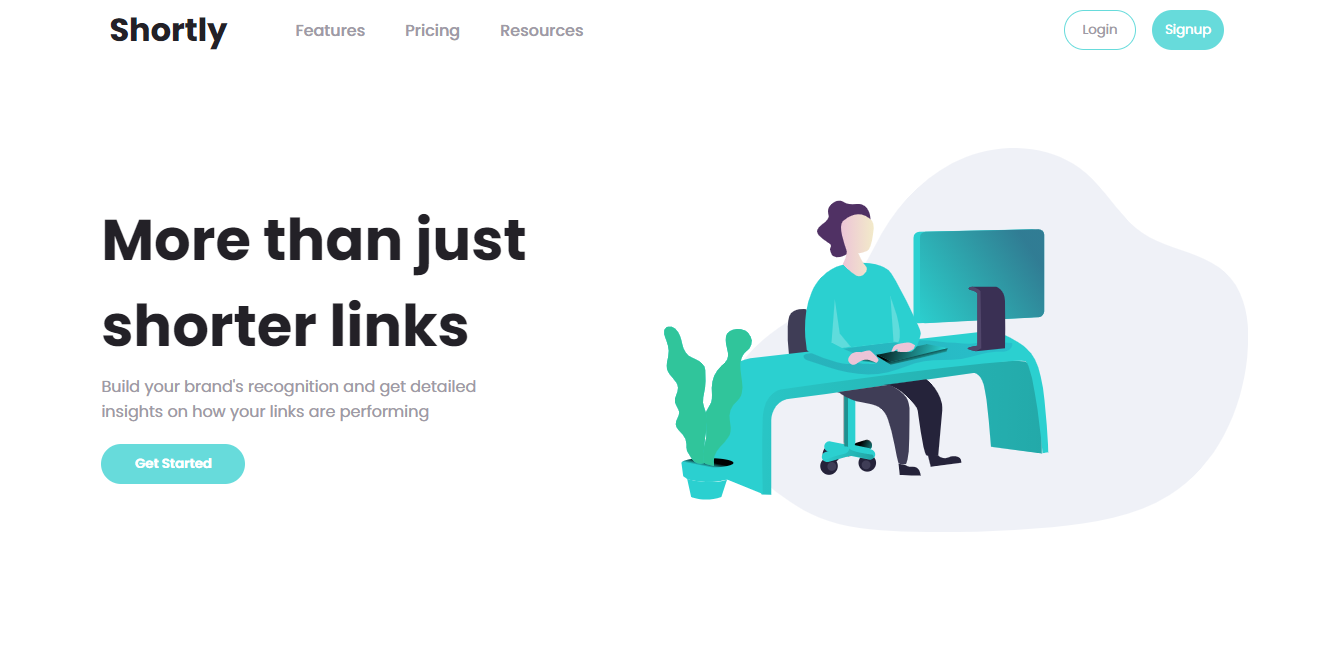 Shortly Features Pricing Resources Login Signup
More than just
shorter links
Build your brand's recognition and get detailed
insights on how your links are performing
Get Started